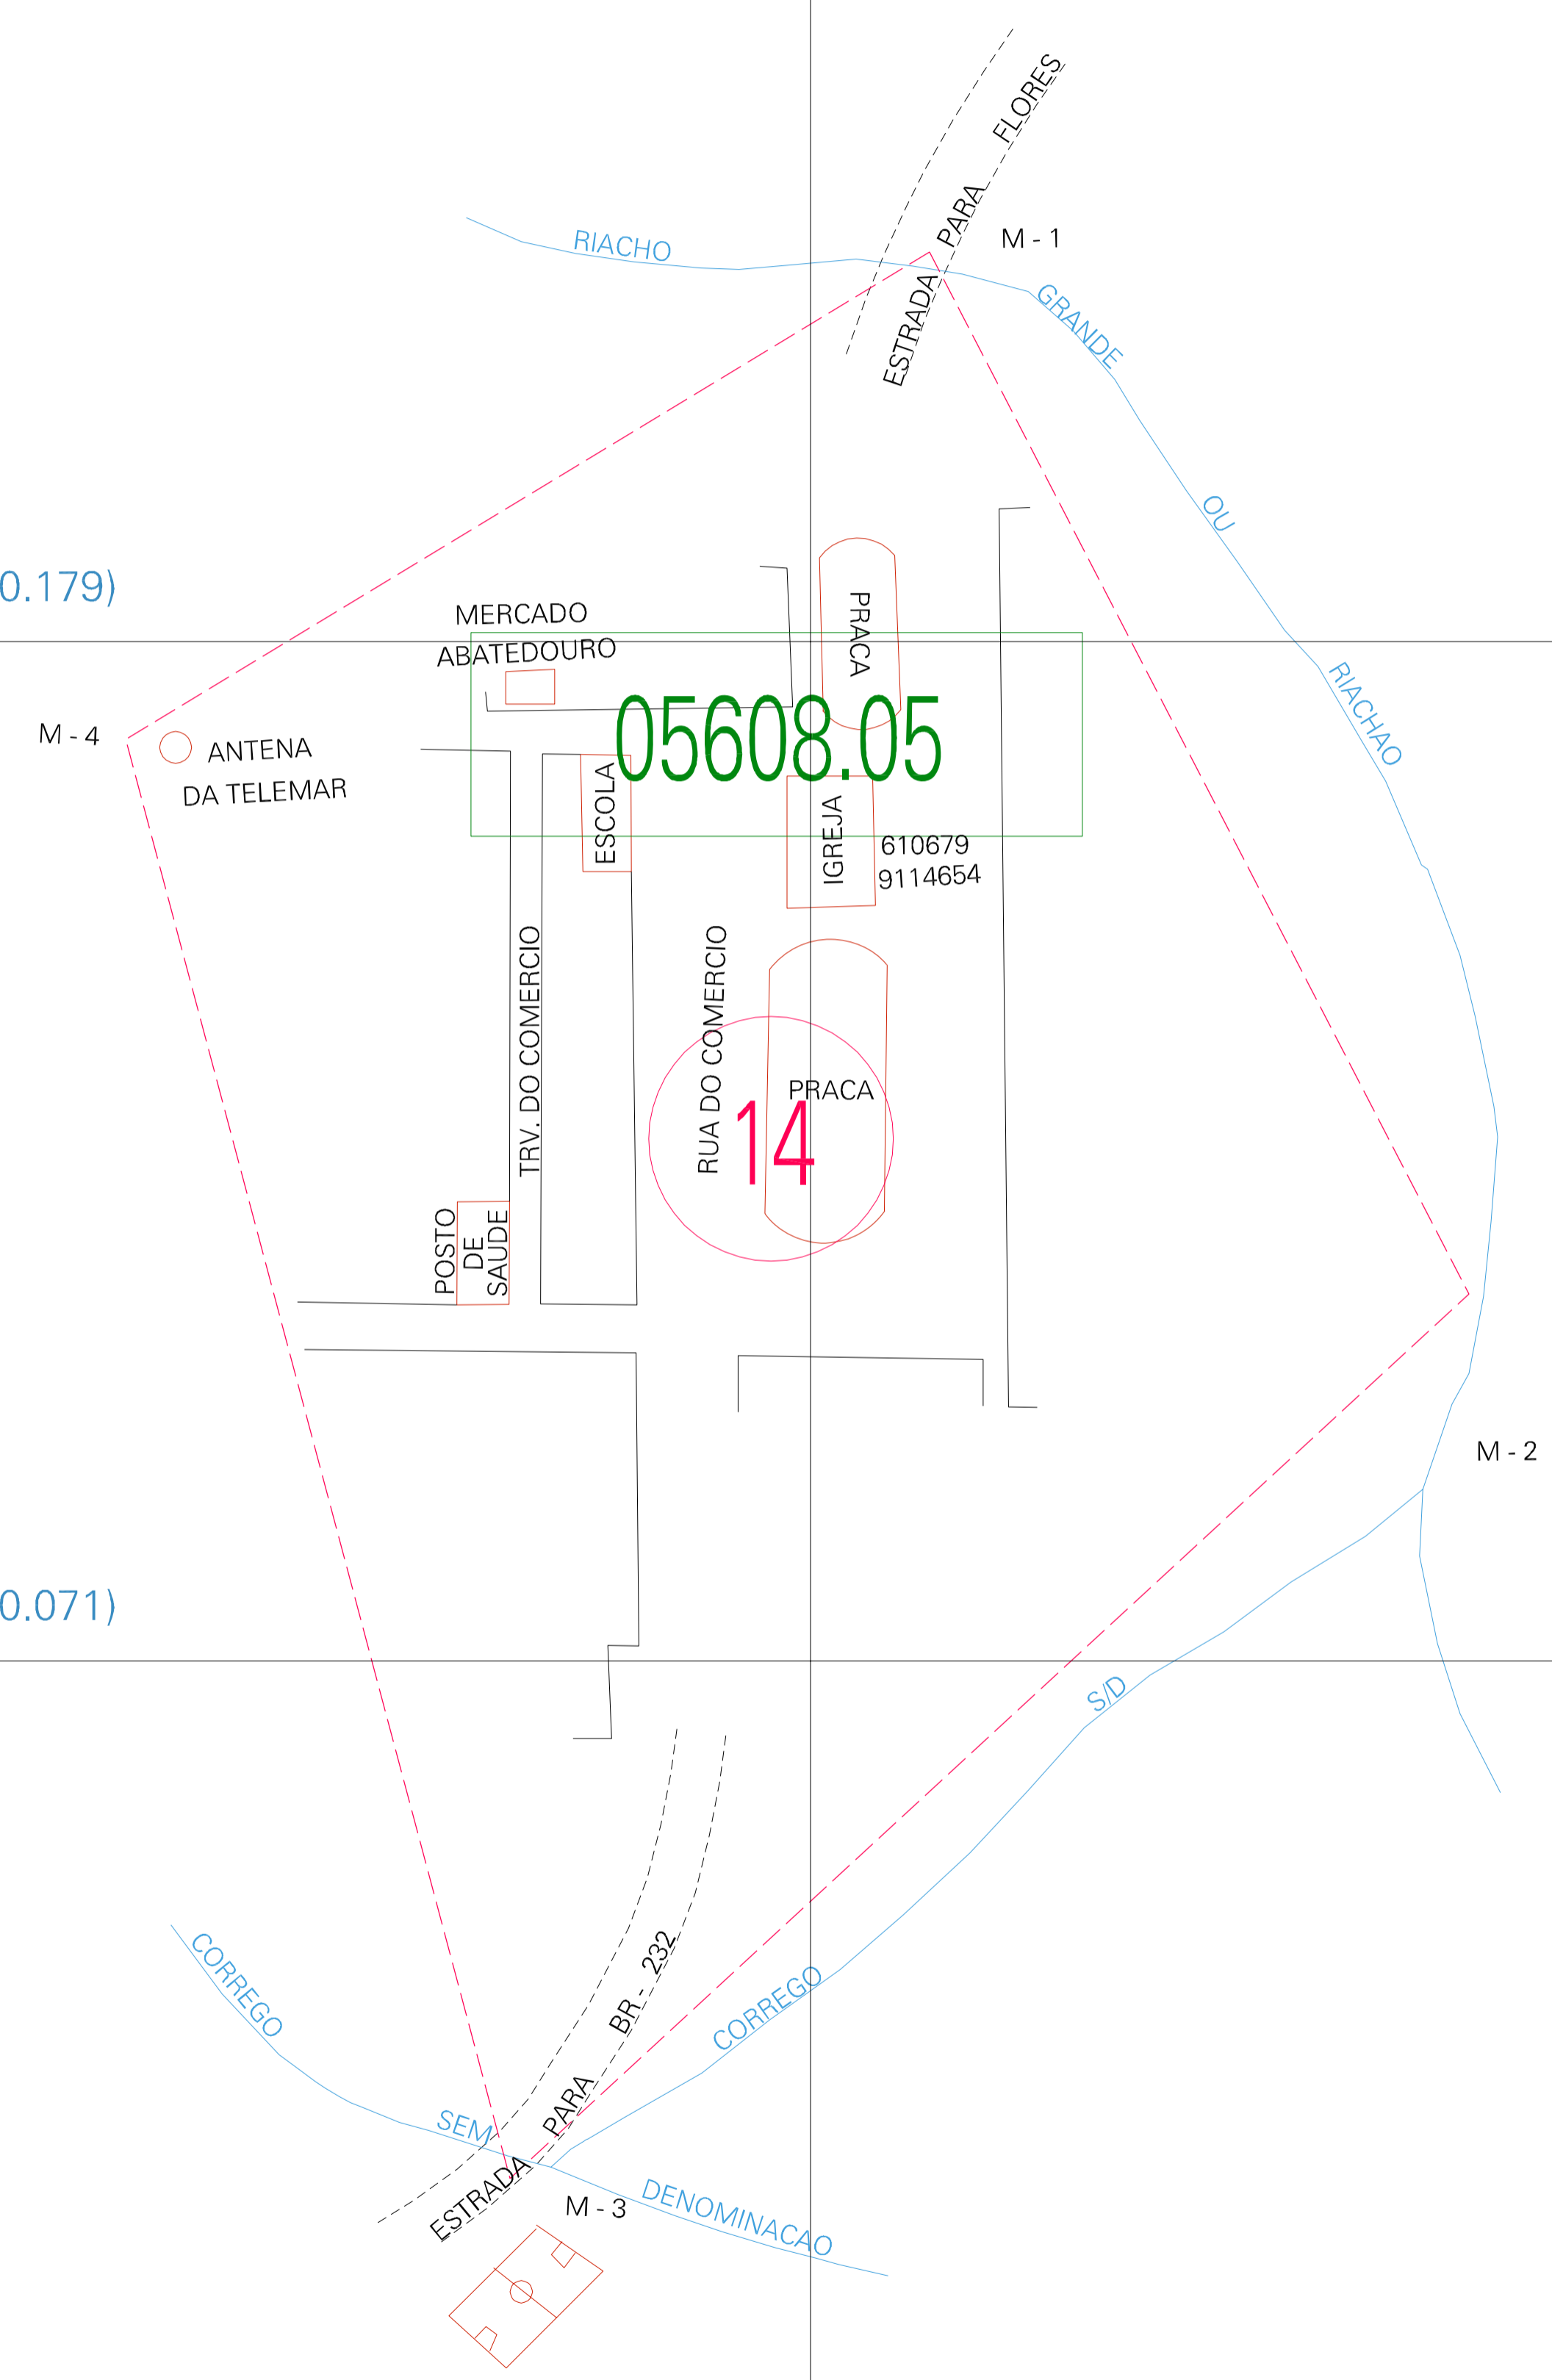 ESTRADA PARA FLORES
M - 1
RIACHO GRANDE OU RIACHAO
0.179)
MERCADO
ABATEDOURO
PRACA
05608.05
M - 4
ANTENA
DA TELEMAR
ESCOLA
IGREJA
610679
9114654
TRV. DO COMERCIO
RUA DO COMERCIO
PRACA
14
POSTO
DE
SAUDE
M - 2
0.071)
CORREGO S/D
ESTRADA PARA BR - 232
CORREGO SEM DENOMINACAO
M - 3